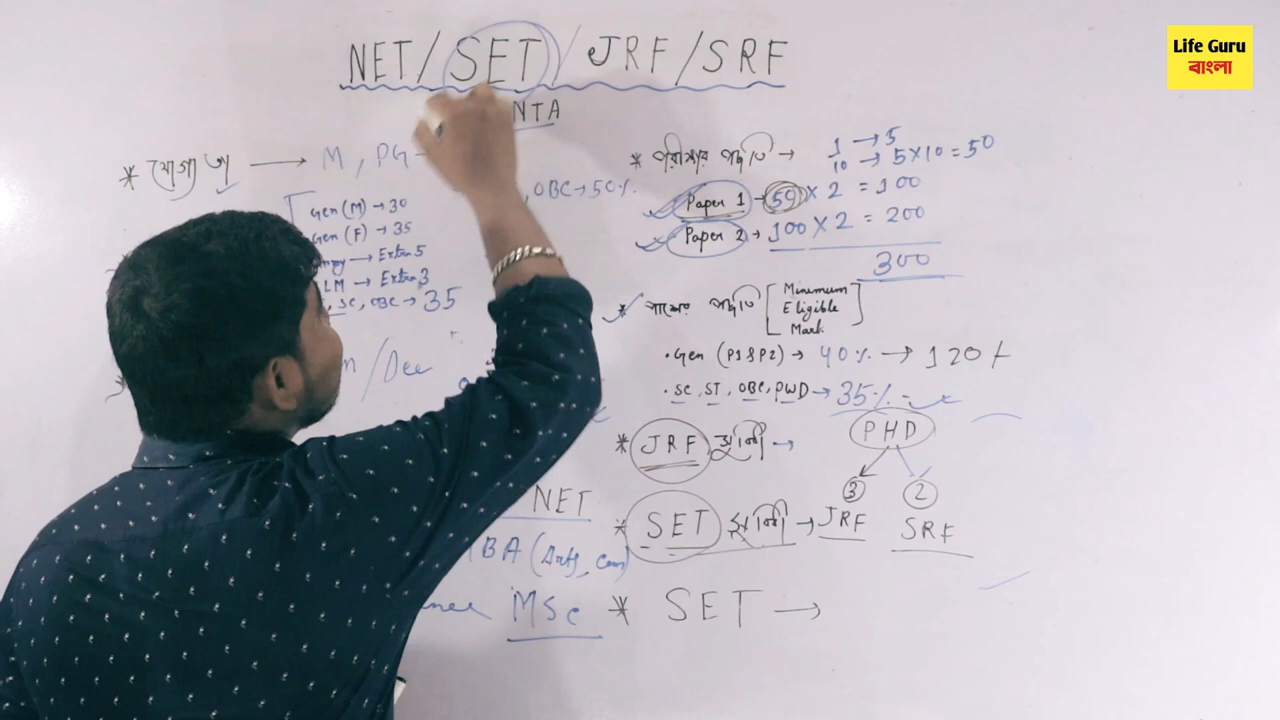 Life Guru
বাংলা
NET/SET/JRF/SRF
NTA
* যোগ্যতা → M, PG
, OBC→50%.
Gen (M) → 30
Gen (F) → 35
→ Extra 5
LM → Extra 3
, SC, OBC → 35
/Dec
NET
BA (Arts, com)
MSc
* পরীক্ষার পদ্ধতি → 1 → 5
10 → 5X10 = 50
Paper 1 → 50 X 2 = 100
Paper 2 → 100 X 2 = 200
300
* পাশের পদ্ধতি [Minimum
Eligible
Mark]
• Gen (P1 & P2) → 40% → 120 +
• SC, ST, OBC, PWD → 35%.
* JRF স্কলার্শী →
PHD
3 2
* SET → JRF SRF
* SET →